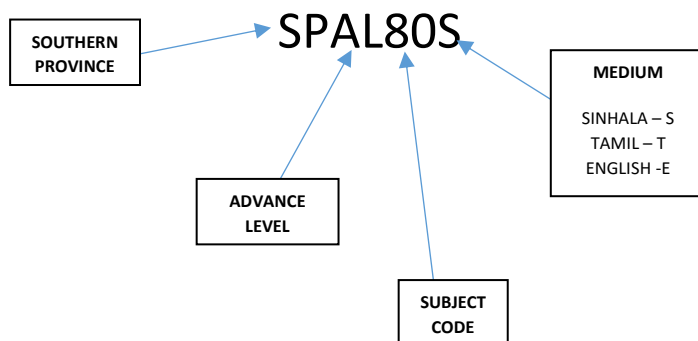 SPAL80S
SOUTHERN
PROVINCE
MEDIUM
SINHALA – S
TAMIL – T
ENGLISH -E
ADVANCE
LEVEL
SUBJECT
CODE